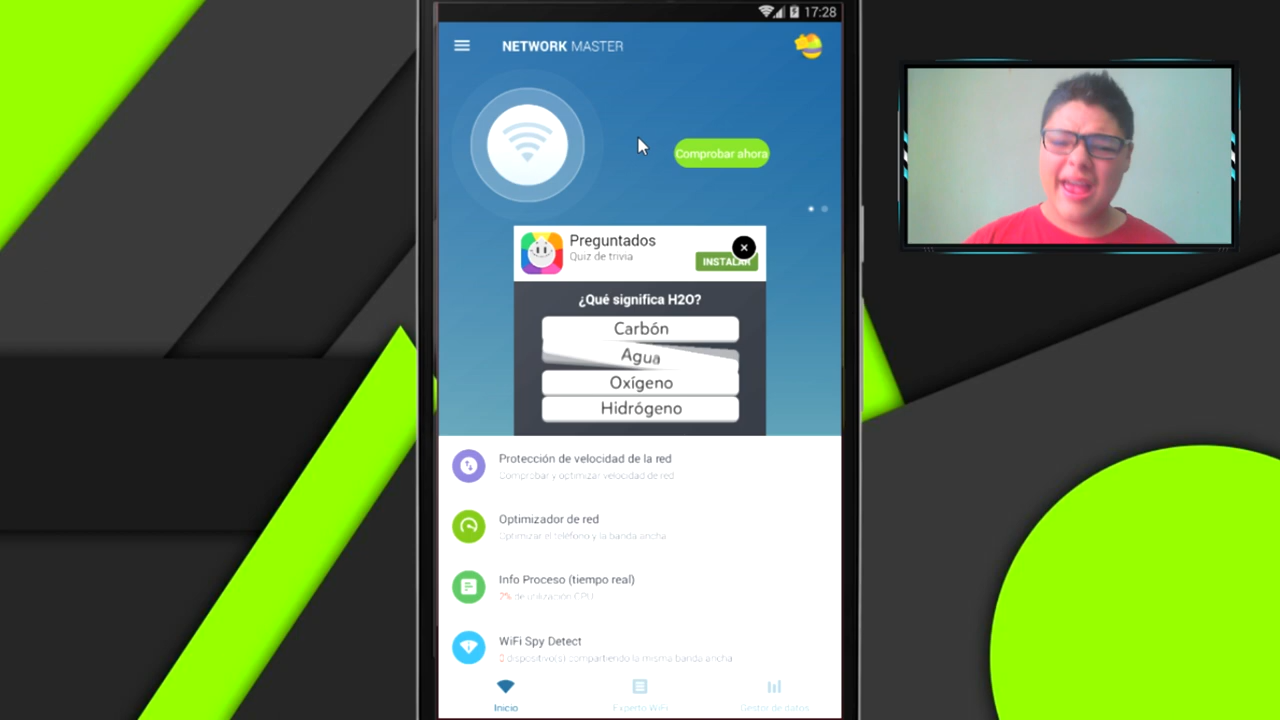 17:28
NETWORK MASTER
Comprobar ahora
Preguntados
Quiz de trivia
INSTALAR
¿Qué significa H2O?
Carbón
Agua
Oxígeno
Hidrógeno
Protección de velocidad de la red
Comprobar y optimizar velocidad de red
Optimizador de red
Optimizar el teléfono y la banda ancha
Info Proceso (tiempo real)
2% de utilización CPU
WiFi Spy Detect
0 dispositivo(s) compartiendo la misma banda ancha
Inicio
Experto WiFi
Gestor de datos